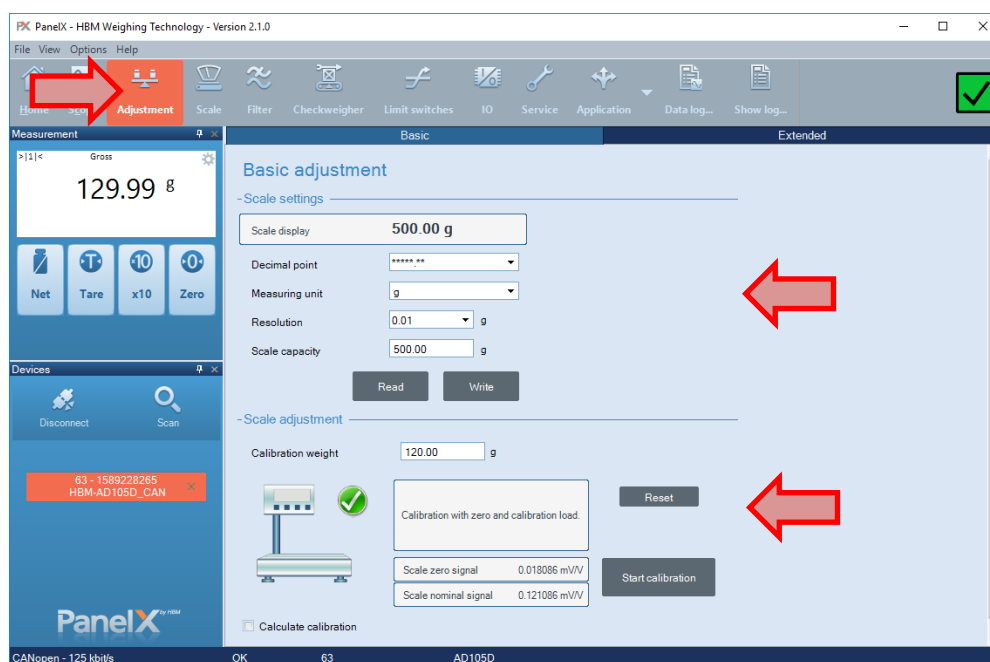 PX PanelX - HBM Weighing Technology - Version 2.1.0
File View Options Help
Home Adjustment Scale Filter Checkweigher Limit switches IO Service Application Data log... Show log...
Measurement
Basic Extended
>|1|< Gross
129.99 g
Net Tare x10 Zero
Basic adjustment
Scale settings
Scale display 500.00 g
Decimal point *****.**
Measuring unit g
Resolution 0.01 g
Scale capacity 500.00 g
Read Write
Devices
Disconnect Scan
63 - 1589228265
HBM-AD105D_CAN
Scale adjustment
Calibration weight 120.00 g
Calibration with zero and calibration load.
Reset
Scale zero signal 0.018086 mV/V
Scale nominal signal 0.121086 mV/V
Start calibration
Calculate calibration
PanelX by HBM
CANopen - 125 kbit/s OK 63 AD105D